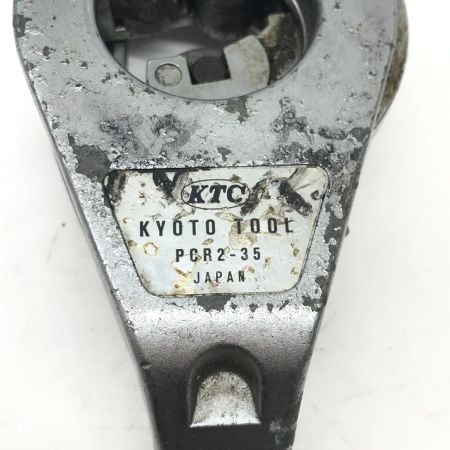 KTC
KYOTO TOOL
PCR2-35
JAPAN